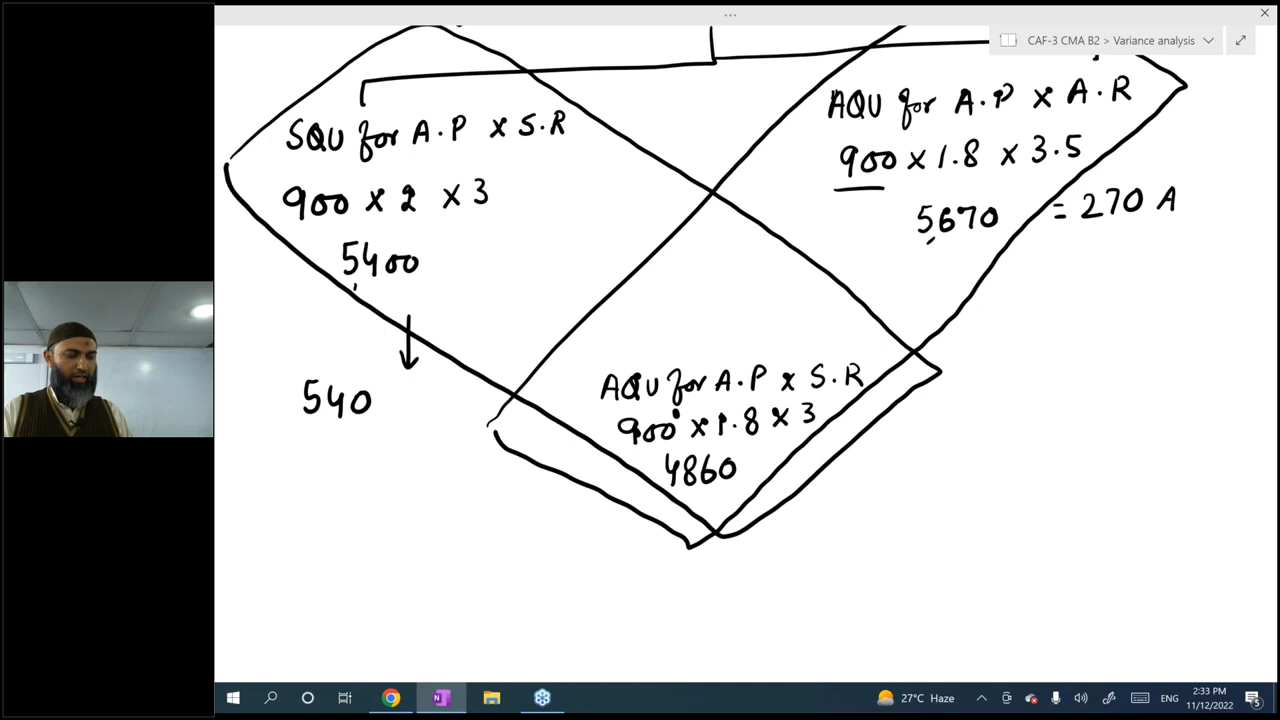 CAF-3 CMA B2 > Variance analysis
SQU for A.P × S.R
900 × 2 × 3
5400
540
AQU for A.P × A.R
900 × 1.8 × 3.5
5670 = 270 A
AQU for A.P × S.R
900 × 1.8 × 3
4860
27°C Haze
ENG
2:33 PM
11/12/2022
5